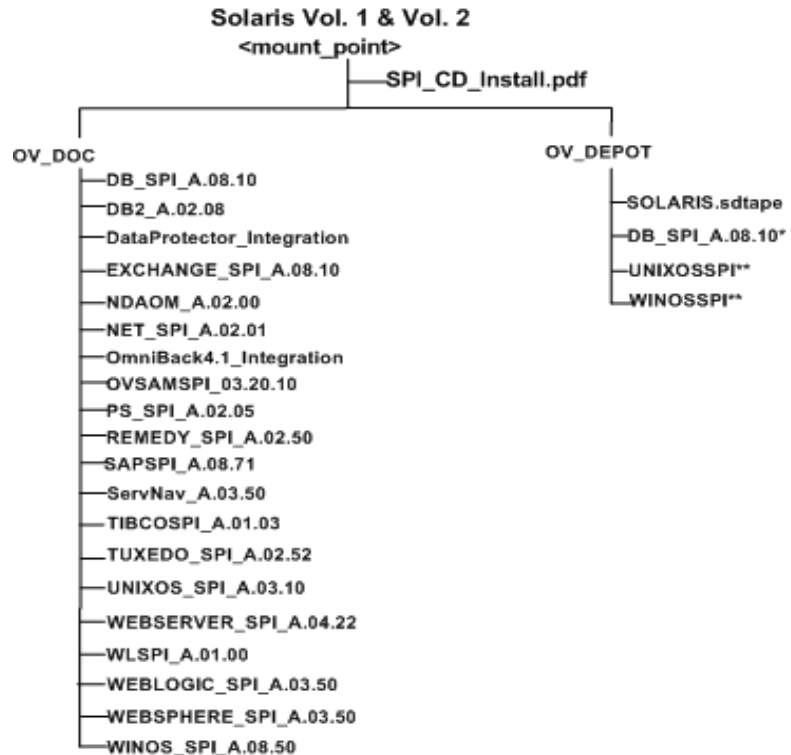 Solaris Vol. 1 & Vol. 2
<mount_point>
SPI_CD_Install.pdf
OV_DOC
DB_SPI_A.08.10
DB2_A.02.08
DataProtector_Integration
EXCHANGE_SPI_A.08.10
NDAOM_A.02.00
NET_SPI_A.02.01
OmniBack4.1_Integration
OVSAMSPI_03.20.10
PS_SPI_A.02.05
REMEDY_SPI_A.02.50
SAPSPI_A.08.71
ServNav_A.03.50
TIBCOSPI_A.01.03
TUXEDO_SPI_A.02.52
UNIXOS_SPI_A.03.10
WEBSERVER_SPI_A.04.22
WLSPI_A.01.00
WEBLOGIC_SPI_A.03.50
WEBSPHERE_SPI_A.03.50
WINOS_SPI_A.08.50
OV_DEPOT
SOLARIS.sdtape
DB_SPI_A.08.10*
UNIXOSSPI**
WINOSSPI**